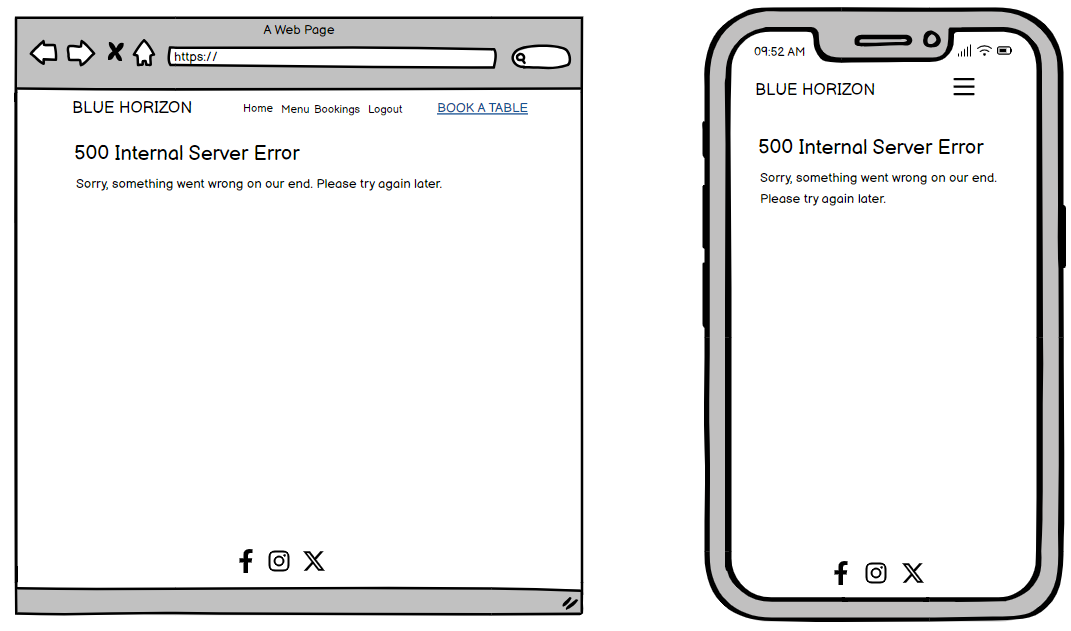 A Web Page
https://
BLUE HORIZON Home Menu Bookings Logout BOOK A TABLE
500 Internal Server Error
Sorry, something went wrong on our end. Please try again later.
09:52 AM
BLUE HORIZON
500 Internal Server Error
Sorry, something went wrong on our end.
Please try again later.